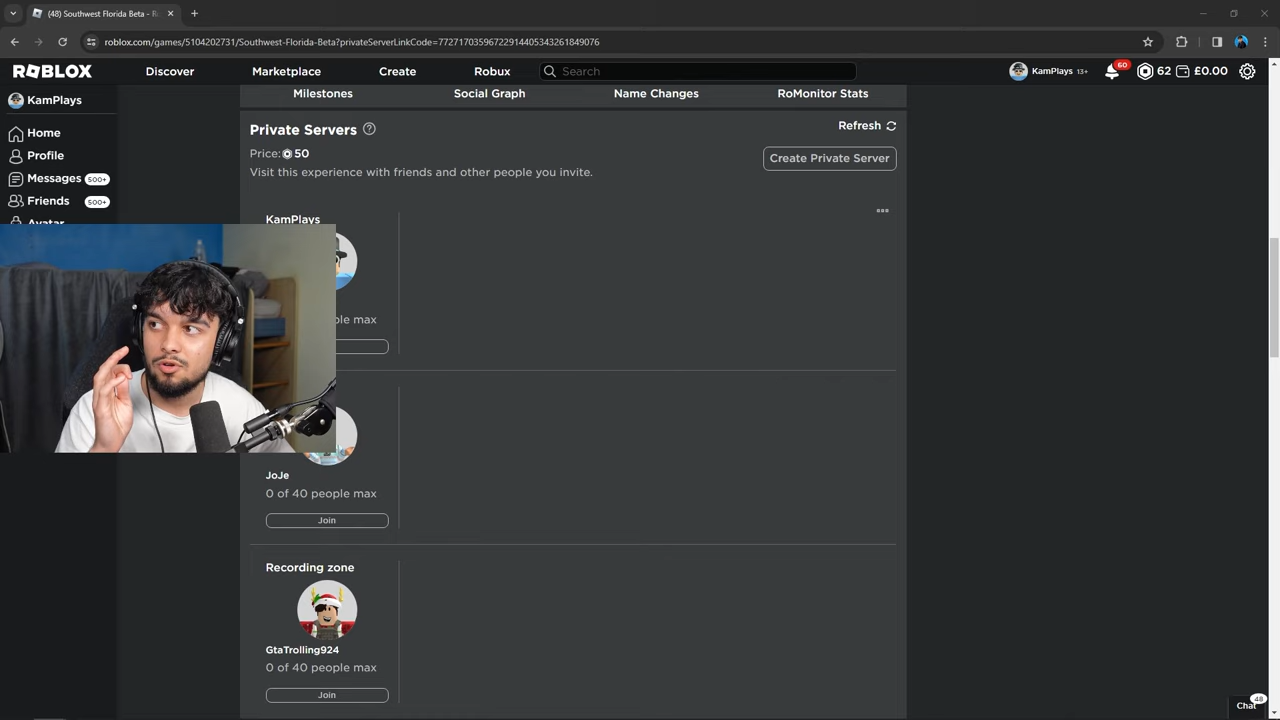 (48) Southwest Florida Beta - R
roblox.com/games/5104202731/Southwest-Florida-Beta?privateServerLinkCode=77271703596722914405343261849076
ROBLOX
Discover
Marketplace
Create
Robux
Search
KamPlays 13+
60
62
£0.00
KamPlays
Home
Profile
Messages 500+
Friends 500+
Avatar
Milestones
Social Graph
Name Changes
RoMonitor Stats
Private Servers
Refresh
Price: 50
Create Private Server
Visit this experience with friends and other people you invite.
KamPlays
max
JoJe
0 of 40 people max
Join
Recording zone
GtaTrolling924
0 of 40 people max
Join
Chat
48